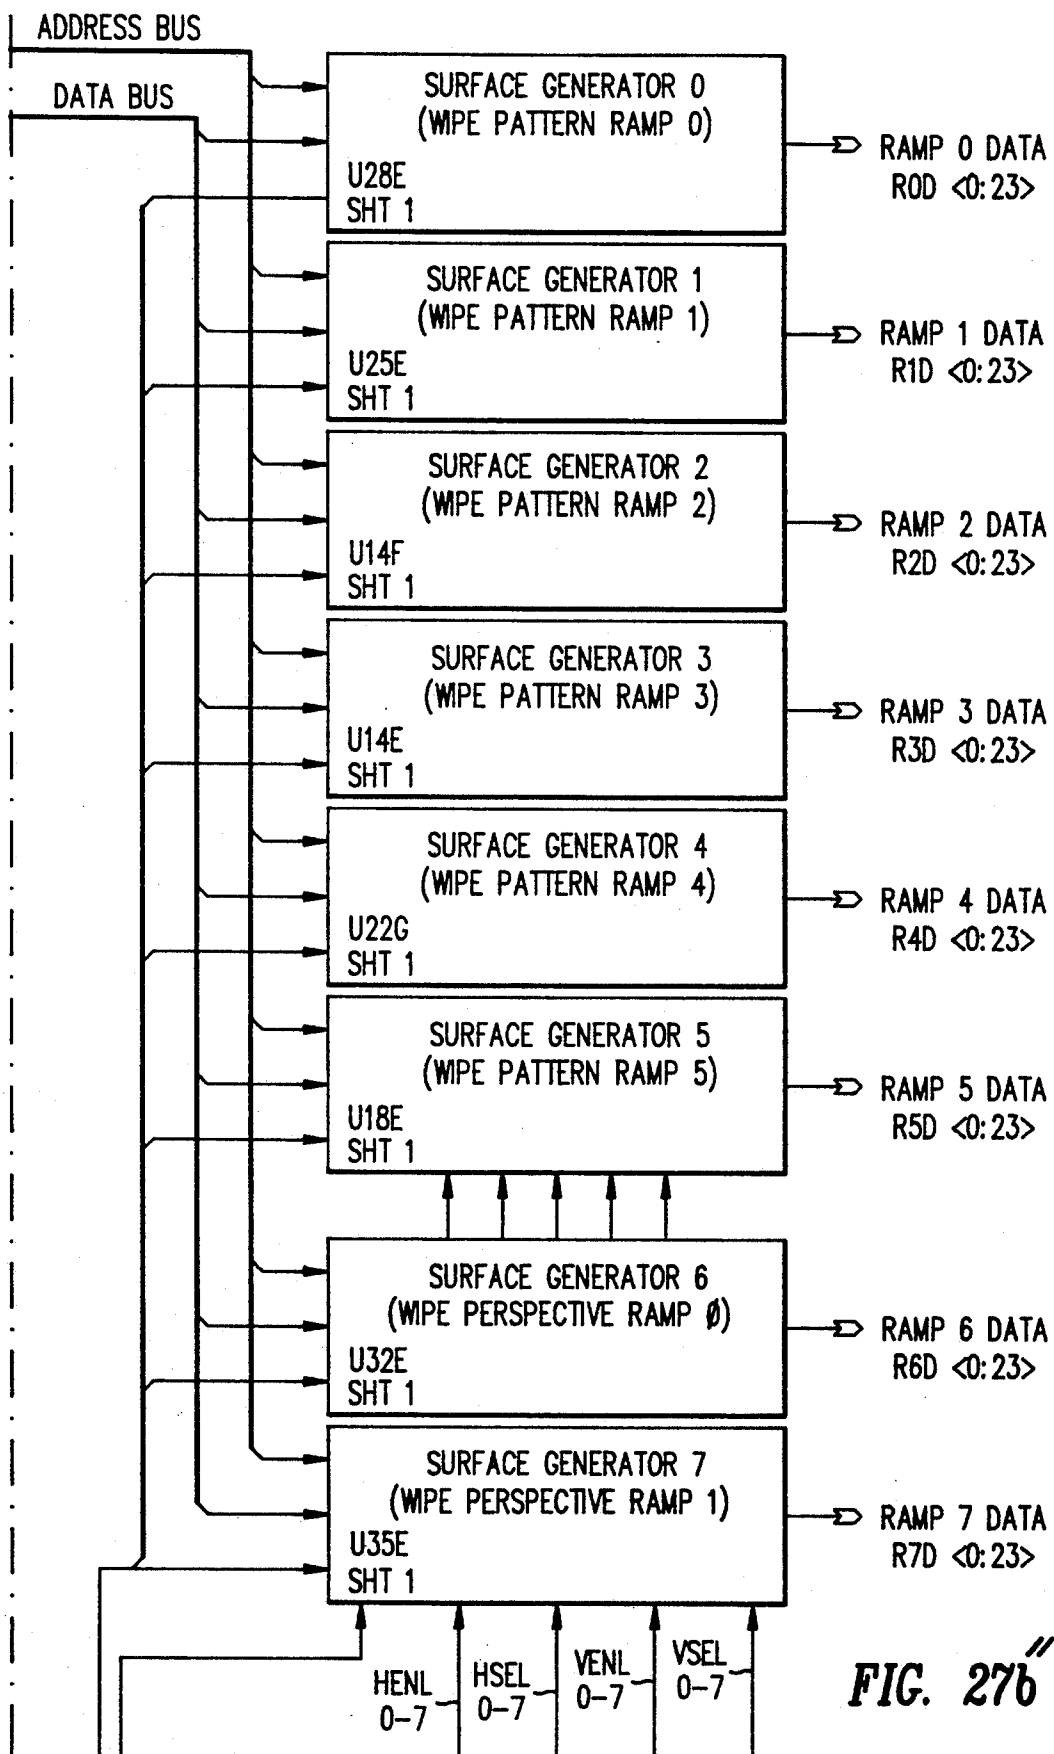 ADDRESS BUS
DATA BUS
SURFACE GENERATOR 0
(WIPE PATTERN RAMP 0)
U28E
SHT 1
RAMP 0 DATA
R0D <0:23>
SURFACE GENERATOR 1
(WIPE PATTERN RAMP 1)
U25E
SHT 1
RAMP 1 DATA
R1D <0:23>
SURFACE GENERATOR 2
(WIPE PATTERN RAMP 2)
U14F
SHT 1
RAMP 2 DATA
R2D <0:23>
SURFACE GENERATOR 3
(WIPE PATTERN RAMP 3)
U14E
SHT 1
RAMP 3 DATA
R3D <0:23>
SURFACE GENERATOR 4
(WIPE PATTERN RAMP 4)
U22G
SHT 1
RAMP 4 DATA
R4D <0:23>
SURFACE GENERATOR 5
(WIPE PATTERN RAMP 5)
U18E
SHT 1
RAMP 5 DATA
R5D <0:23>
SURFACE GENERATOR 6
(WIPE PERSPECTIVE RAMP Ø)
U32E
SHT 1
RAMP 6 DATA
R6D <0:23>
SURFACE GENERATOR 7
(WIPE PERSPECTIVE RAMP 1)
U35E
SHT 1
RAMP 7 DATA
R7D <0:23>
HENL
0-7
HSEL
0-7
VENL
0-7
VSEL
0-7
FIG. 27b"